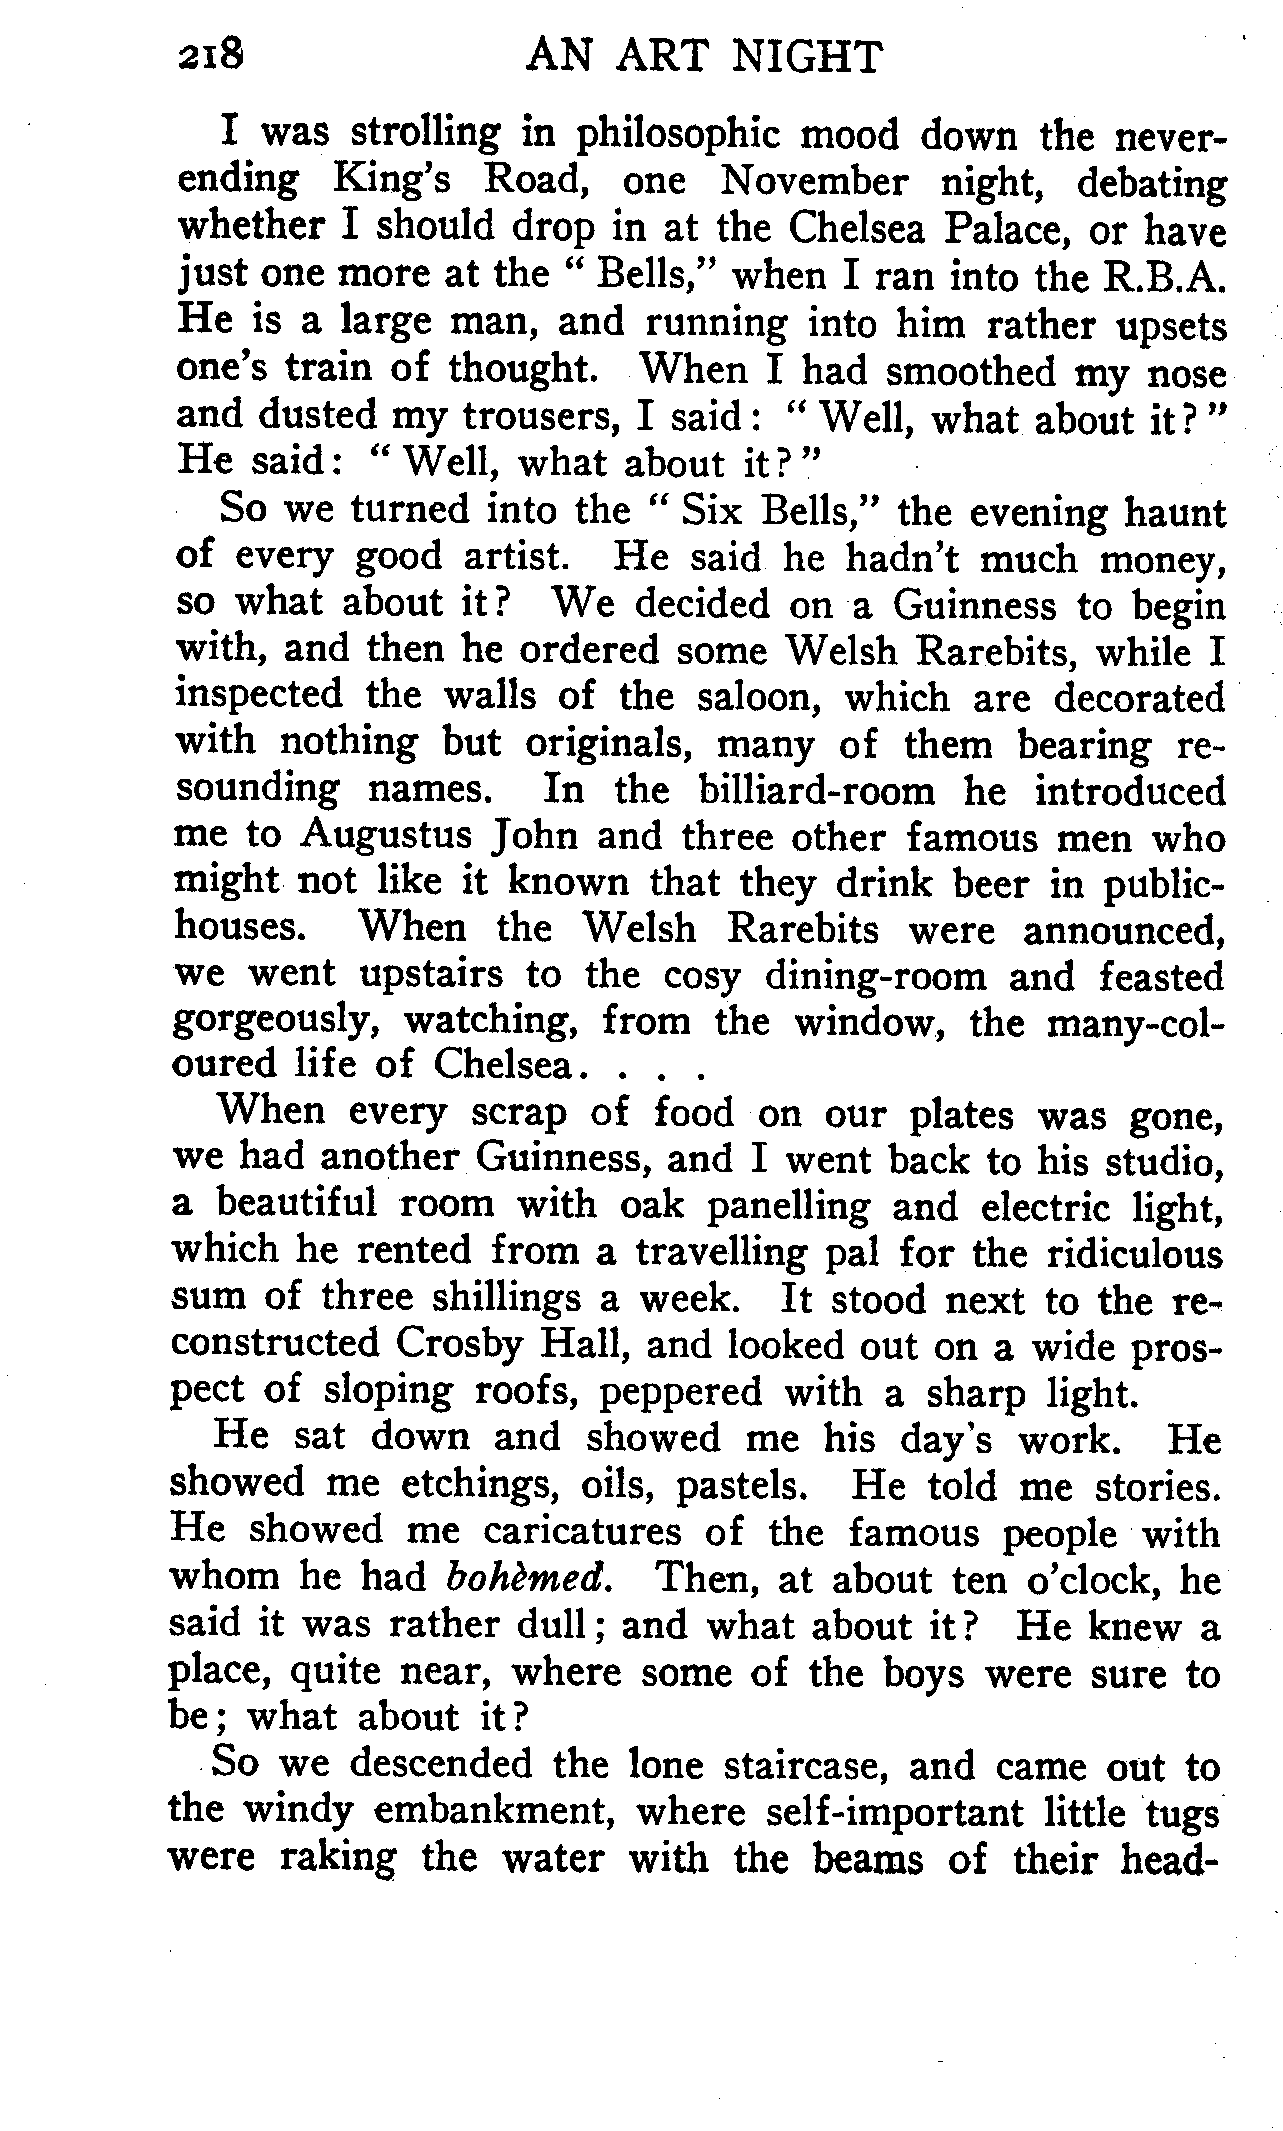 218 AN ART NIGHT
I was strolling in philosophic mood down the never-
ending King's Road, one November night, debating
whether I should drop in at the Chelsea Palace, or have
just one more at the “ Bells,” when I ran into the R.B.A.
He is a large man, and running into him rather upsets
one's train of thought. When I had smoothed my nose
and dusted my trousers, I said : “ Well, what about it? ”
He said: “ Well, what about it? ”
So we turned into the “ Six Bells,” the evening haunt
of every good artist. He said he hadn't much money,
so what about it? We decided on a Guinness to begin
with, and then he ordered some Welsh Rarebits, while I
inspected the walls of the saloon, which are decorated
with nothing but originals, many of them bearing re-
sounding names. In the billiard-room he introduced
me to Augustus John and three other famous men who
might not like it known that they drink beer in public-
houses. When the Welsh Rarebits were announced,
we went upstairs to the cosy dining-room and feasted
gorgeously, watching, from the window, the many-col-
oured life of Chelsea. . . .
When every scrap of food on our plates was gone,
we had another Guinness, and I went back to his studio,
a beautiful room with oak panelling and electric light,
which he rented from a travelling pal for the ridiculous
sum of three shillings a week. It stood next to the re-
constructed Crosby Hall, and looked out on a wide pros-
pect of sloping roofs, peppered with a sharp light.
He sat down and showed me his day's work. He
showed me etchings, oils, pastels. He told me stories.
He showed me caricatures of the famous people with
whom he had bohèmed. Then, at about ten o'clock, he
said it was rather dull ; and what about it? He knew a
place, quite near, where some of the boys were sure to
be ; what about it?
So we descended the lone staircase, and came out to
the windy embankment, where self-important little tugs
were raking the water with the beams of their head-